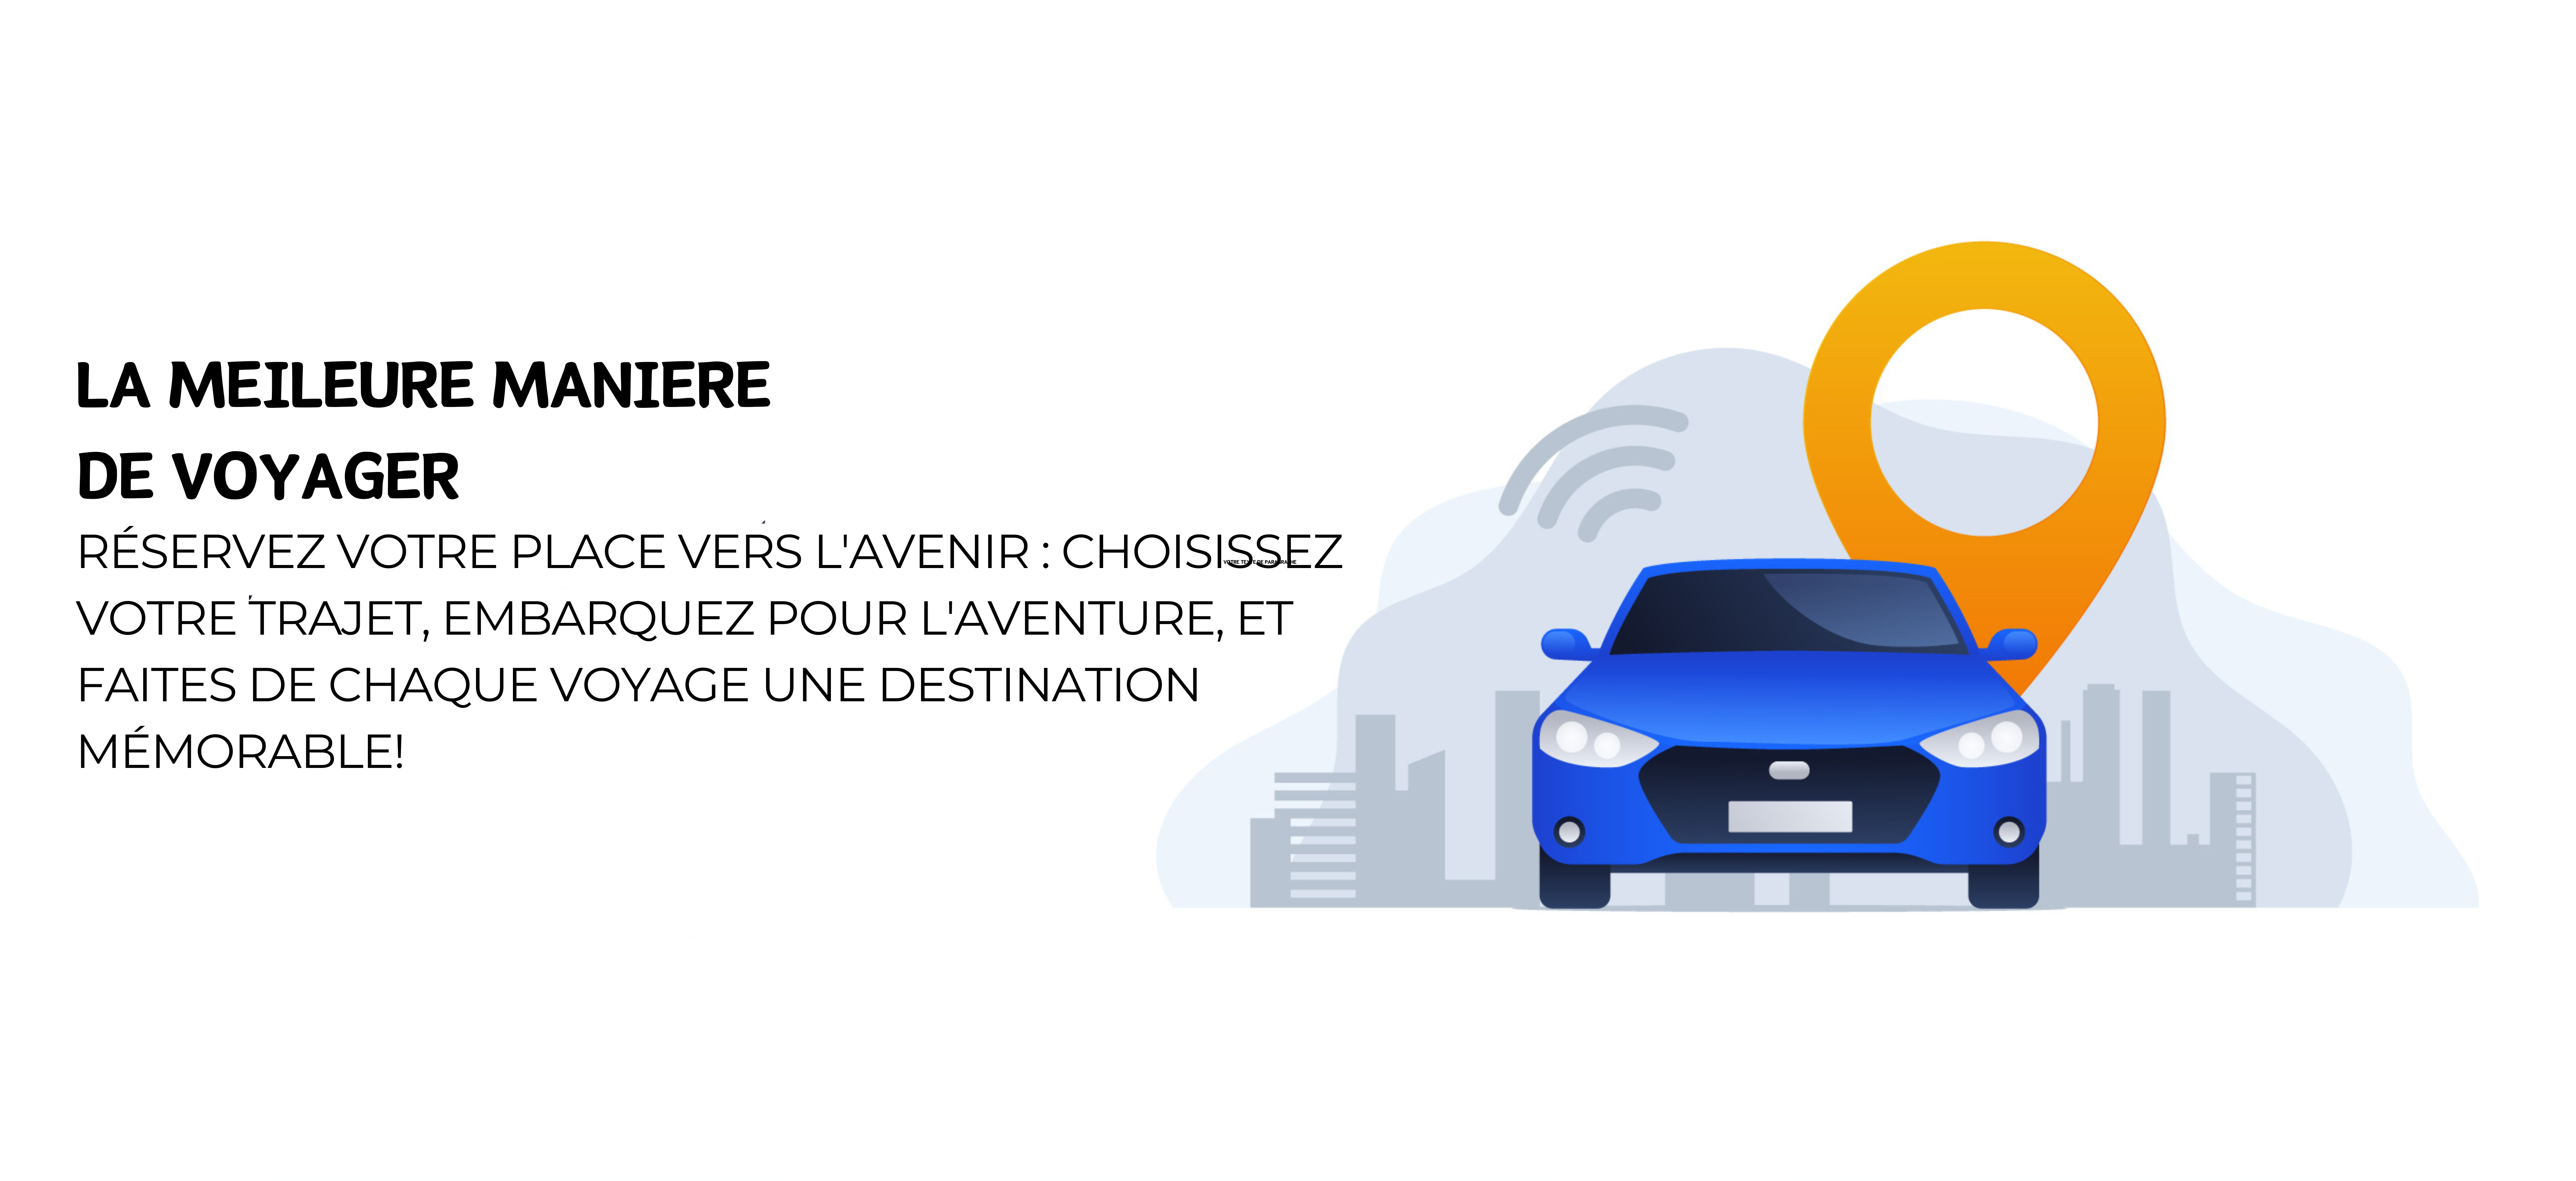 LA MEILEURE MANIERE
DE VOYAGER
RÉSERVEZ VOTRE PLACE VERS L'AVENIR : CHOISISSEZ
VOTRE TEXTE DE PARAGRAPHE
VOTRE TRAJET, EMBARQUEZ POUR L'AVENTURE, ET
FAITES DE CHAQUE VOYAGE UNE DESTINATION
MÉMORABLE!